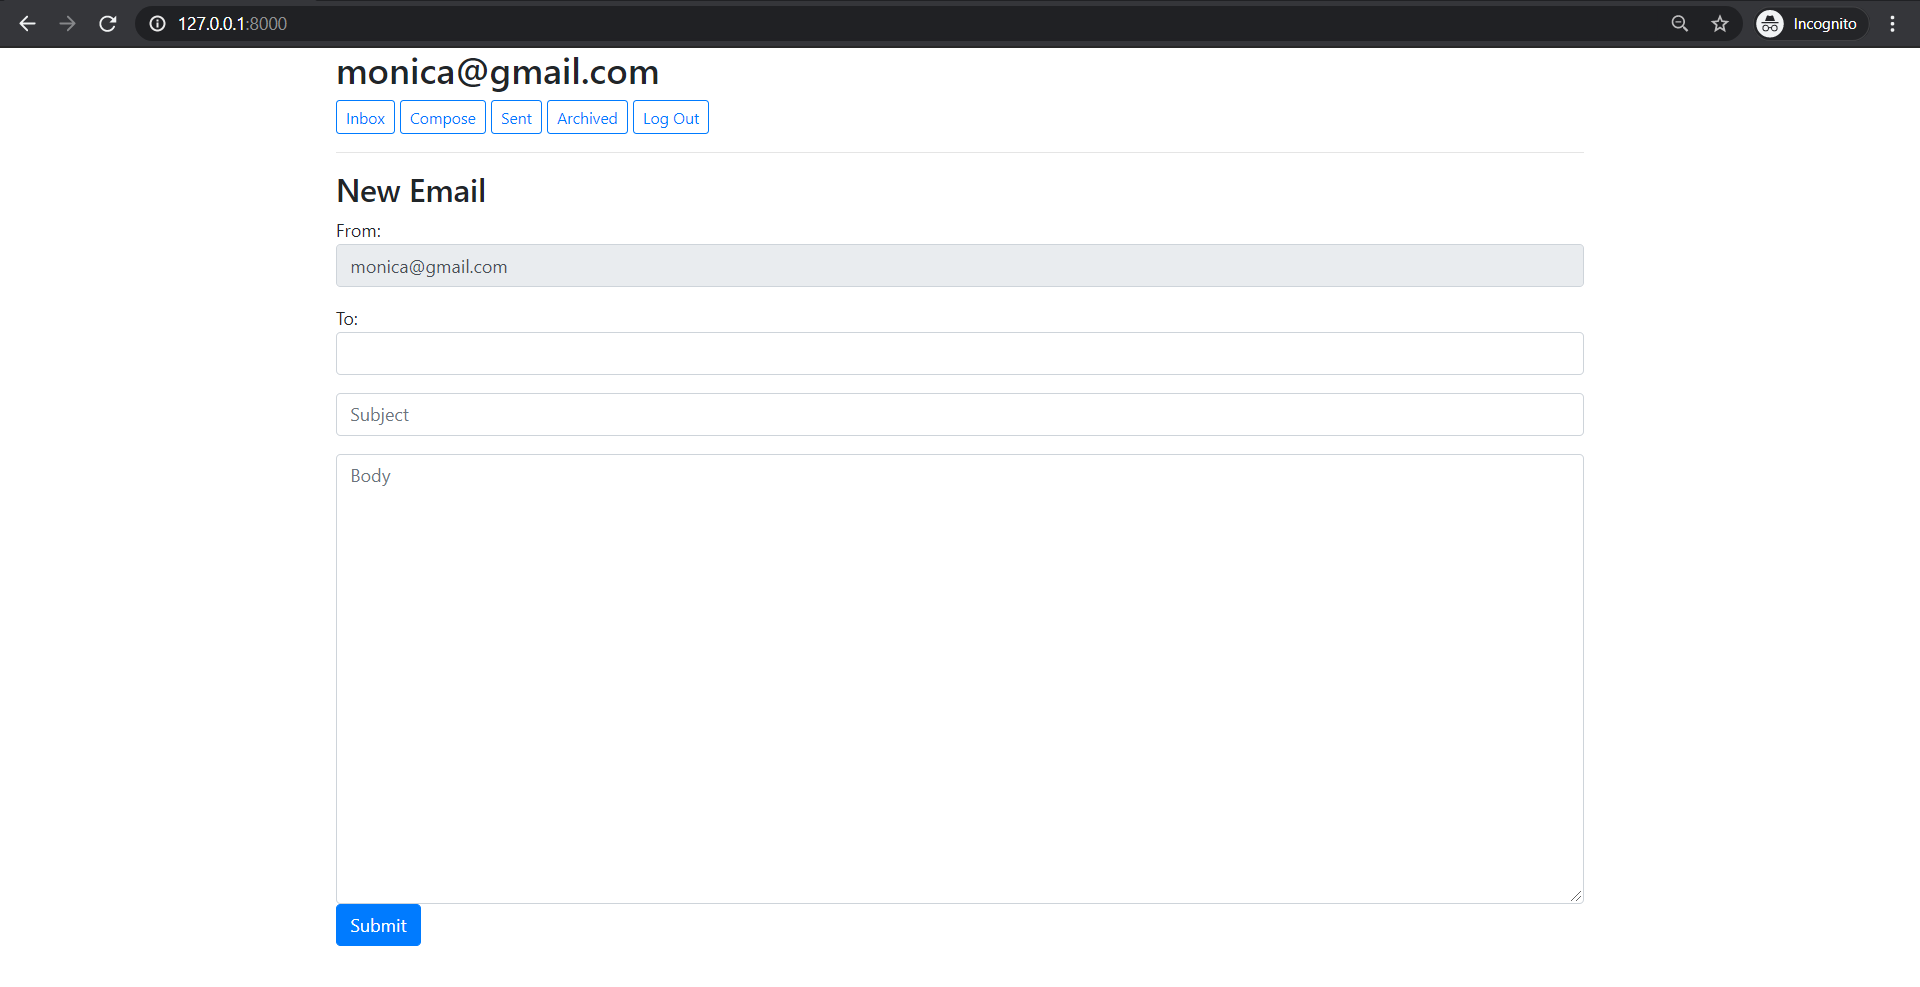 127.0.0.1:8000 Incognito
monica@gmail.com
Inbox Compose Sent Archived Log Out
New Email
From:
monica@gmail.com
To:
Subject
Body
Submit